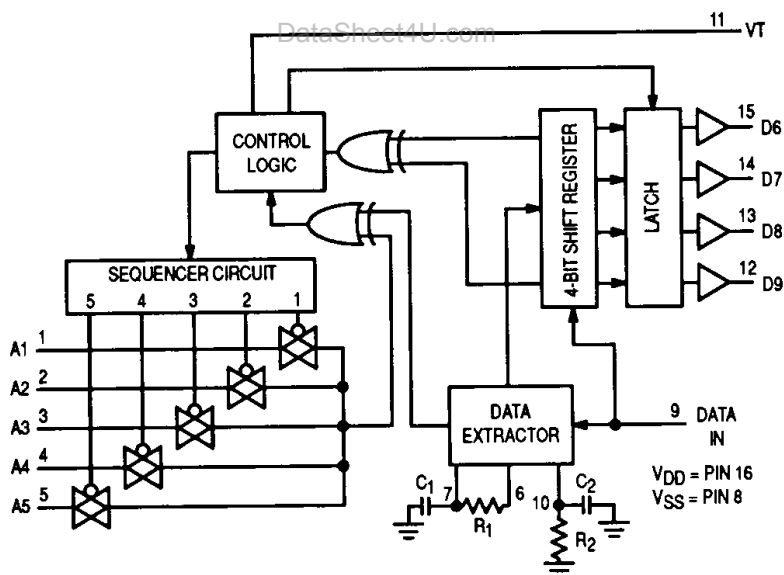 DataSheet4U.com
11 VT
CONTROL LOGIC
4-BIT SHIFT REGISTER
LATCH
15 D6
14 D7
13 D8
12 D9
SEQUENCER CIRCUIT
5 4 3 2 1
A1 1
A2 2
A3 3
A4 4
A5 5
DATA EXTRACTOR
9 DATA IN
C1 7 R1 6
10 C2 R2
VDD = PIN 16
VSS = PIN 8